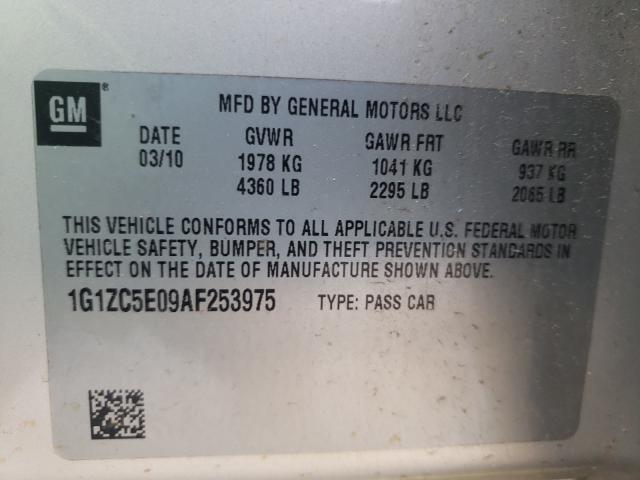 GM ®
MFD BY GENERAL MOTORS LLC
DATE GVWR GAWR FRT GAWR RR
03/10 1978 KG 1041 KG 937 KG
4360 LB 2295 LB 2065 LB
THIS VEHICLE CONFORMS TO ALL APPLICABLE U.S. FEDERAL MOTOR
VEHICLE SAFETY, BUMPER, AND THEFT PREVENTION STANDARDS IN
EFFECT ON THE DATE OF MANUFACTURE SHOWN ABOVE.
1G1ZC5E09AF253975 TYPE: PASS CAR